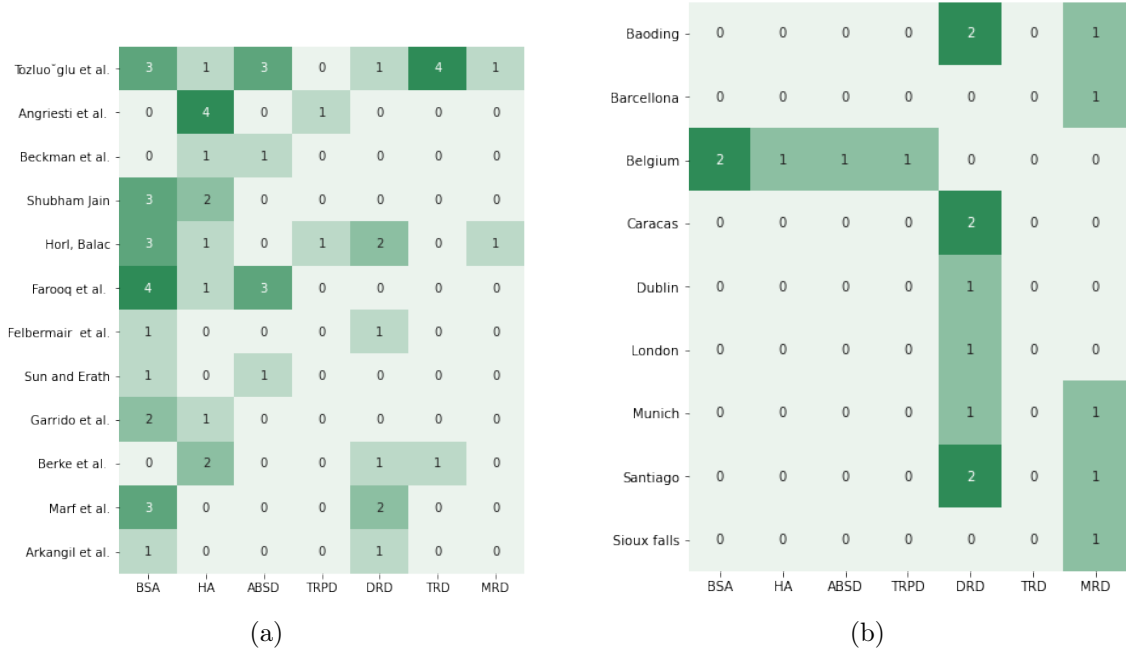 Tozluo˘glu et al. 3 1 3 0 1 4 1
Angriesti et al. 0 4 0 1 0 0 0
Beckman et al. 0 1 1 0 0 0 0
Shubham Jain 3 2 0 0 0 0 0
Horl, Balac 3 1 0 1 2 0 1
Farooq et al. 4 1 3 0 0 0 0
Felbermair et al. 1 0 0 0 1 0 0
Sun and Erath 1 0 1 0 0 0 0
Garrido et al. 2 1 0 0 0 0 0
Berke et al. 0 2 0 0 1 1 0
Marf et al. 3 0 0 0 2 0 0
Arkangil et al. 1 0 0 0 1 0 0
BSA HA ABSD TRPD DRD TRD MRD
(a)
Baoding 0 0 0 0 2 0 1
Barcellona 0 0 0 0 0 0 1
Belgium 2 1 1 1 0 0 0
Caracas 0 0 0 0 2 0 0
Dublin 0 0 0 0 1 0 0
London 0 0 0 0 1 0 0
Munich 0 0 0 0 1 0 1
Santiago 0 0 0 0 2 0 1
Sioux falls 0 0 0 0 0 0 1
BSA HA ABSD TRPD DRD TRD MRD
(b)